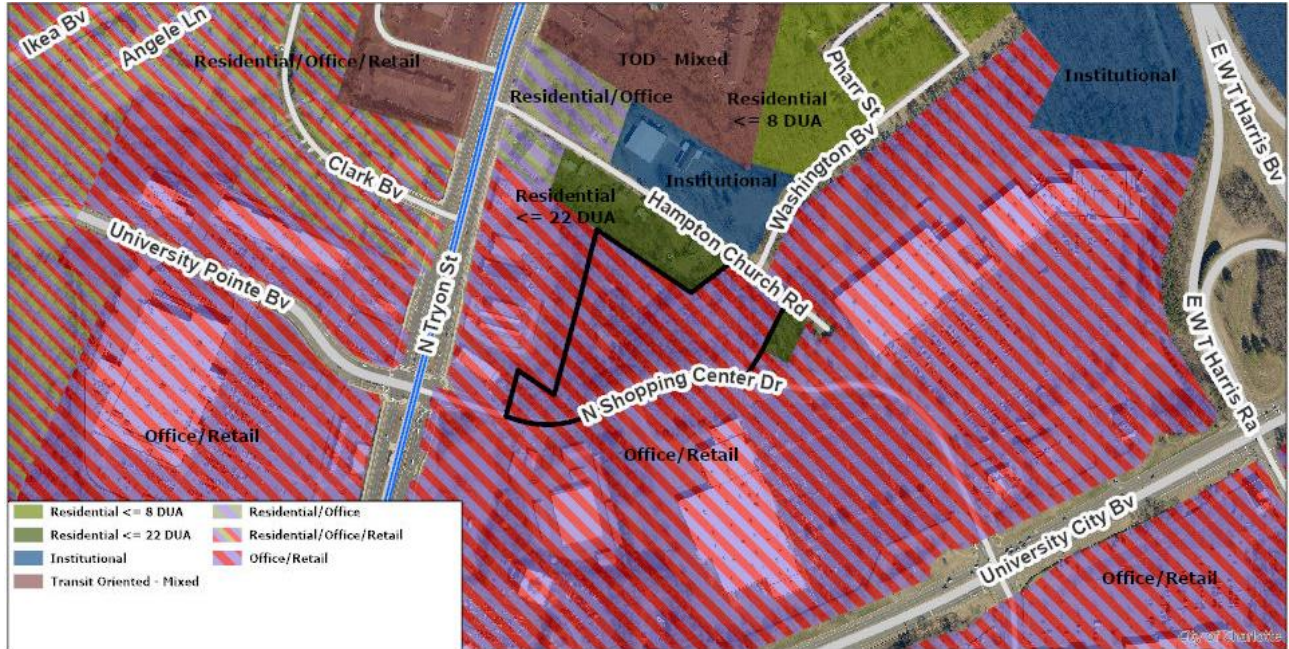 Ikea Bv
Angele Ln
Residential/Office/Retail
TOD - Mixed
Residential/Office
Residential
<= 8 DUA
Pharr St
Institutional
E W T Harris Bv
Clark Bv
Residential
<= 22 DUA
Institutional
Washington Bv
Hampton Church Rd
University Pointe Bv
N Tryon St
E W T Harris Ra
N Shopping Center Dr
Office/Retail
Office/Retail
University City Bv
Office/Retail
Residential <= 8 DUA
Residential/Office
Residential <= 22 DUA
Residential/Office/Retail
Institutional
Office/Retail
Transit Oriented - Mixed
City of Charlotte